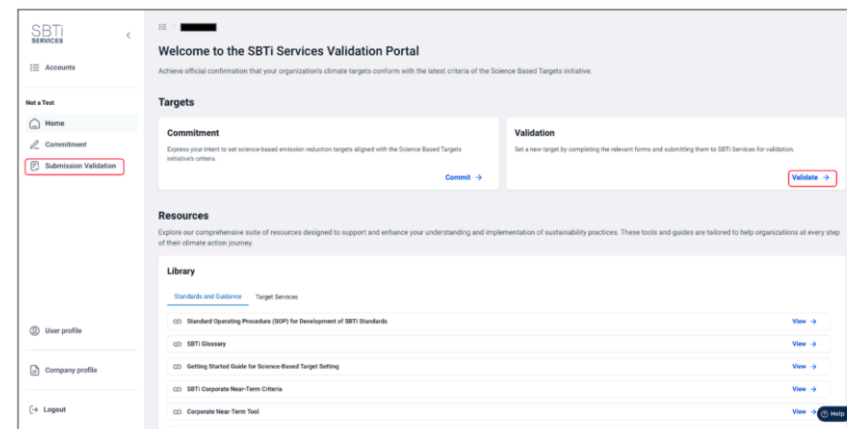 SBTi
SERVICES
Accounts
Not a Test
Home
Commitment
Submission Validation
User profile
Company profile
Logout
Welcome to the SBTi Services Validation Portal
Achieve official confirmation that your organization's climate targets conform with the latest criteria of the Science Based Targets initiative.
Targets
Commitment
Express your intent to set science-based emission reduction targets aligned with the Science Based Targets
initiative's criteria.
Commit →
Validation
Set a new target by completing the relevant forms and submitting them to SBTi Services for validation.
Validate →
Resources
Explore our comprehensive suite of resources designed to support and enhance your understanding and implementation of sustainability practices. These tools and guides are tailored to help organizations at every step
of their climate action journey.
Library
Standards and Guidance Target Services
Standard Operating Procedure (SOP) for Development of SBTi Standards View →
SBTi Glossary View →
Getting Started Guide for Science-Based Target Setting View →
SBTi Corporate Near-Term Criteria View →
Corporate Near-Term Tool View →
Help